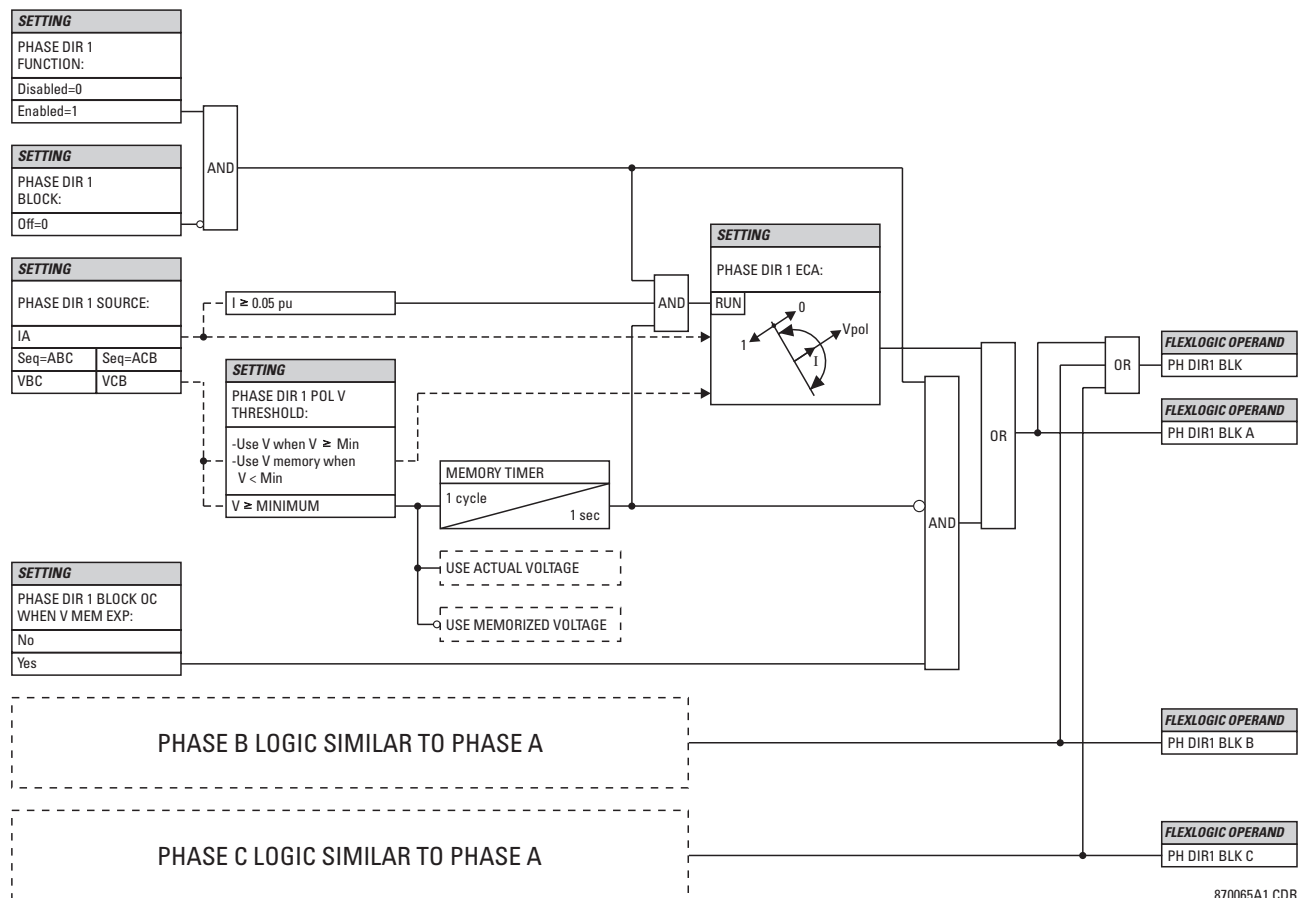 SETTING
PHASE DIR 1
FUNCTION:
Disabled=0
Enabled=1
SETTING
PHASE DIR 1
BLOCK:
Off=0
AND
SETTING
PHASE DIR 1 SOURCE:
IA
Seq=ABC Seq=ACB
VBC VCB
I ≥ 0.05 pu
SETTING
PHASE DIR 1 POL V
THRESHOLD:
-Use V when V ≥ Min
-Use V memory when
V < Min
V ≥ MINIMUM
AND
SETTING
PHASE DIR 1 ECA:
RUN
0
1
Vpol
I
MEMORY TIMER
1 cycle
1 sec
USE ACTUAL VOLTAGE
USE MEMORIZED VOLTAGE
AND
OR
OR
FLEXLOGIC OPERAND
PH DIR1 BLK
FLEXLOGIC OPERAND
PH DIR1 BLK A
SETTING
PHASE DIR 1 BLOCK OC
WHEN V MEM EXP:
No
Yes
PHASE B LOGIC SIMILAR TO PHASE A
FLEXLOGIC OPERAND
PH DIR1 BLK B
PHASE C LOGIC SIMILAR TO PHASE A
FLEXLOGIC OPERAND
PH DIR1 BLK C
870065A1.CDR